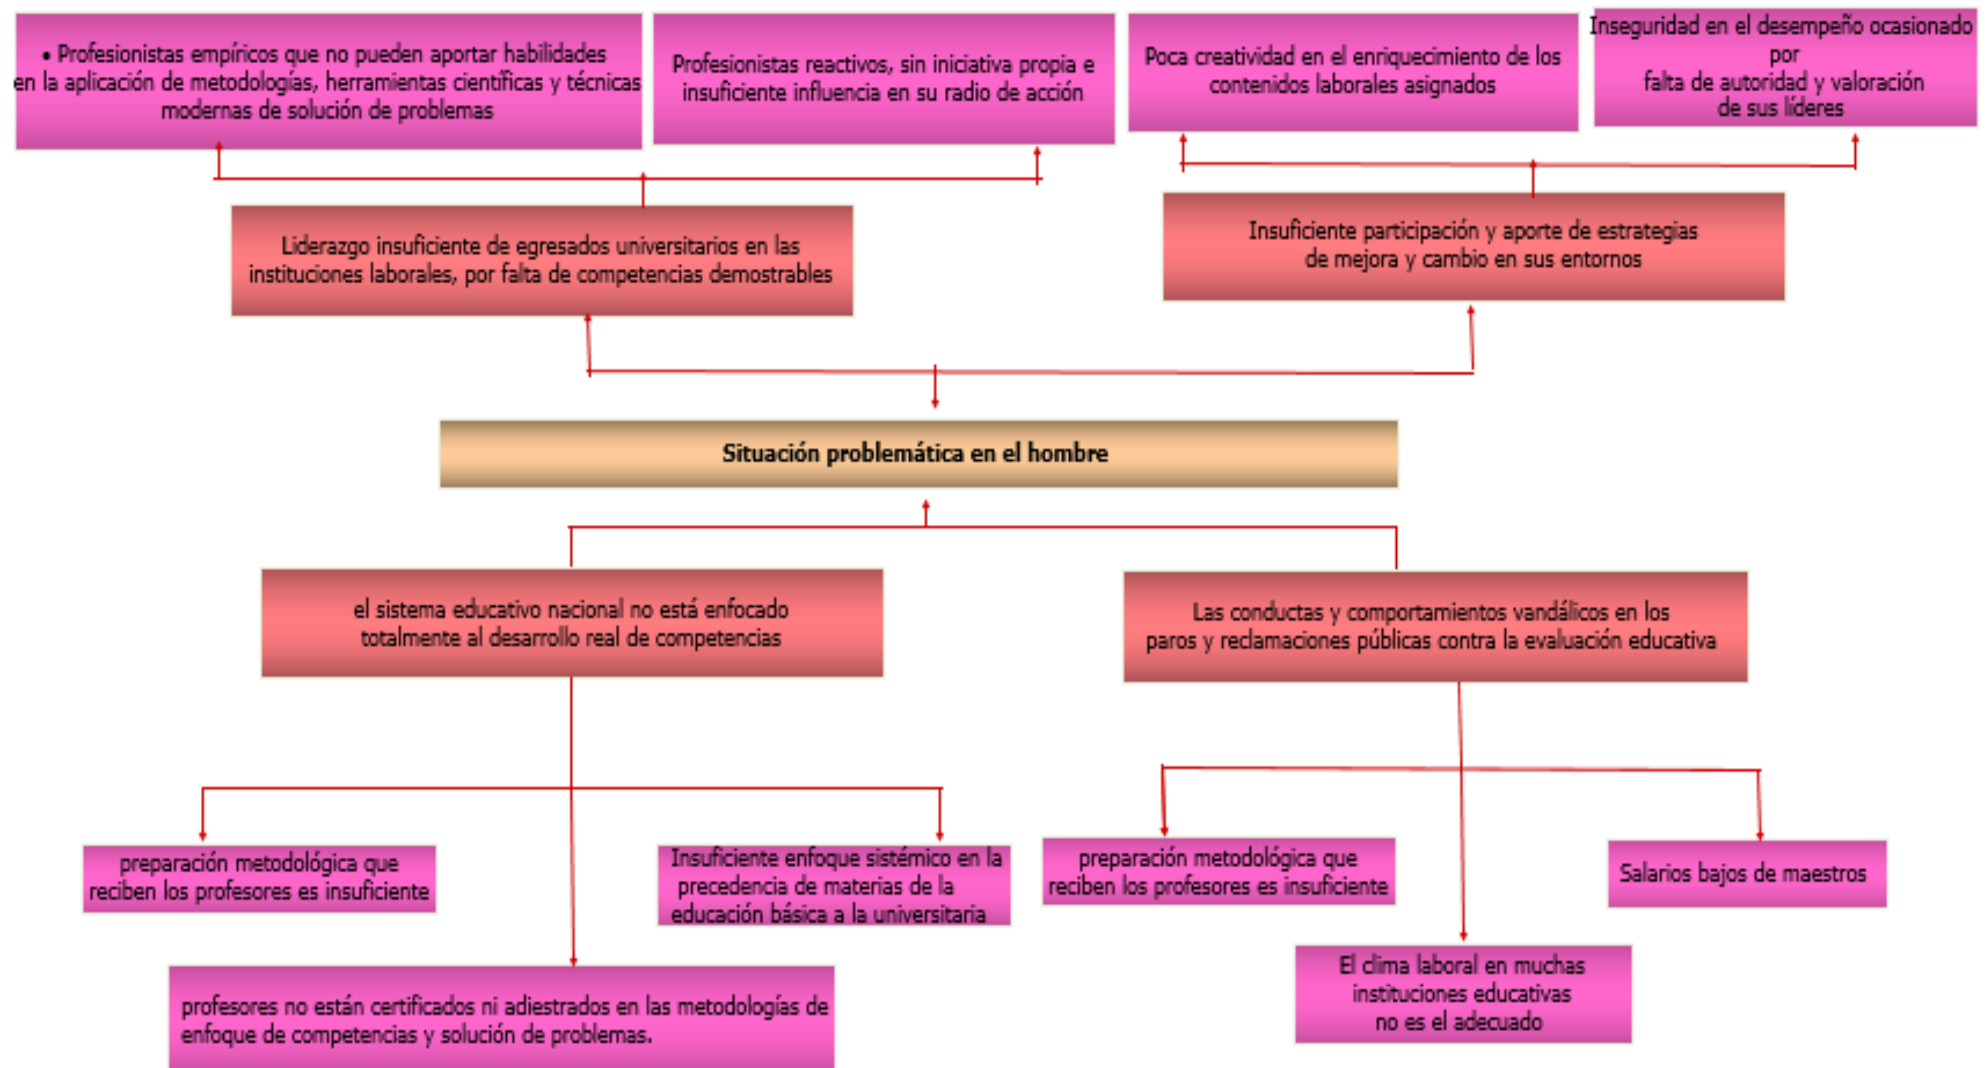 • Profesionistas empíricos que no pueden aportar habilidades
en la aplicación de metodologías, herramientas científicas y técnicas
modernas de solución de problemas
Profesionistas reactivos, sin iniciativa propia e
insuficiente influencia en su radio de acción
Poca creatividad en el enriquecimiento de los
contenidos laborales asignados
Inseguridad en el desempeño ocasionado
por
falta de autoridad y valoración
de sus líderes
Liderazgo insuficiente de egresados universitarios en las
instituciones laborales, por falta de competencias demostrables
Insuficiente participación y aporte de estrategias
de mejora y cambio en sus entornos
Situación problemática en el hombre
el sistema educativo nacional no está enfocado
totalmente al desarrollo real de competencias
Las conductas y comportamientos vandálicos en los
paros y reclamaciones públicas contra la evaluación educativa
preparación metodológica que
reciben los profesores es insuficiente
Insuficiente enfoque sistémico en la
precedencia de materias de la
educación básica a la universitaria
preparación metodológica que
reciben los profesores es insuficiente
Salarios bajos de maestros
profesores no están certificados ni adiestrados en las metodologías de
enfoque de competencias y solución de problemas.
El clima laboral en muchas
instituciones educativas
no es el adecuado